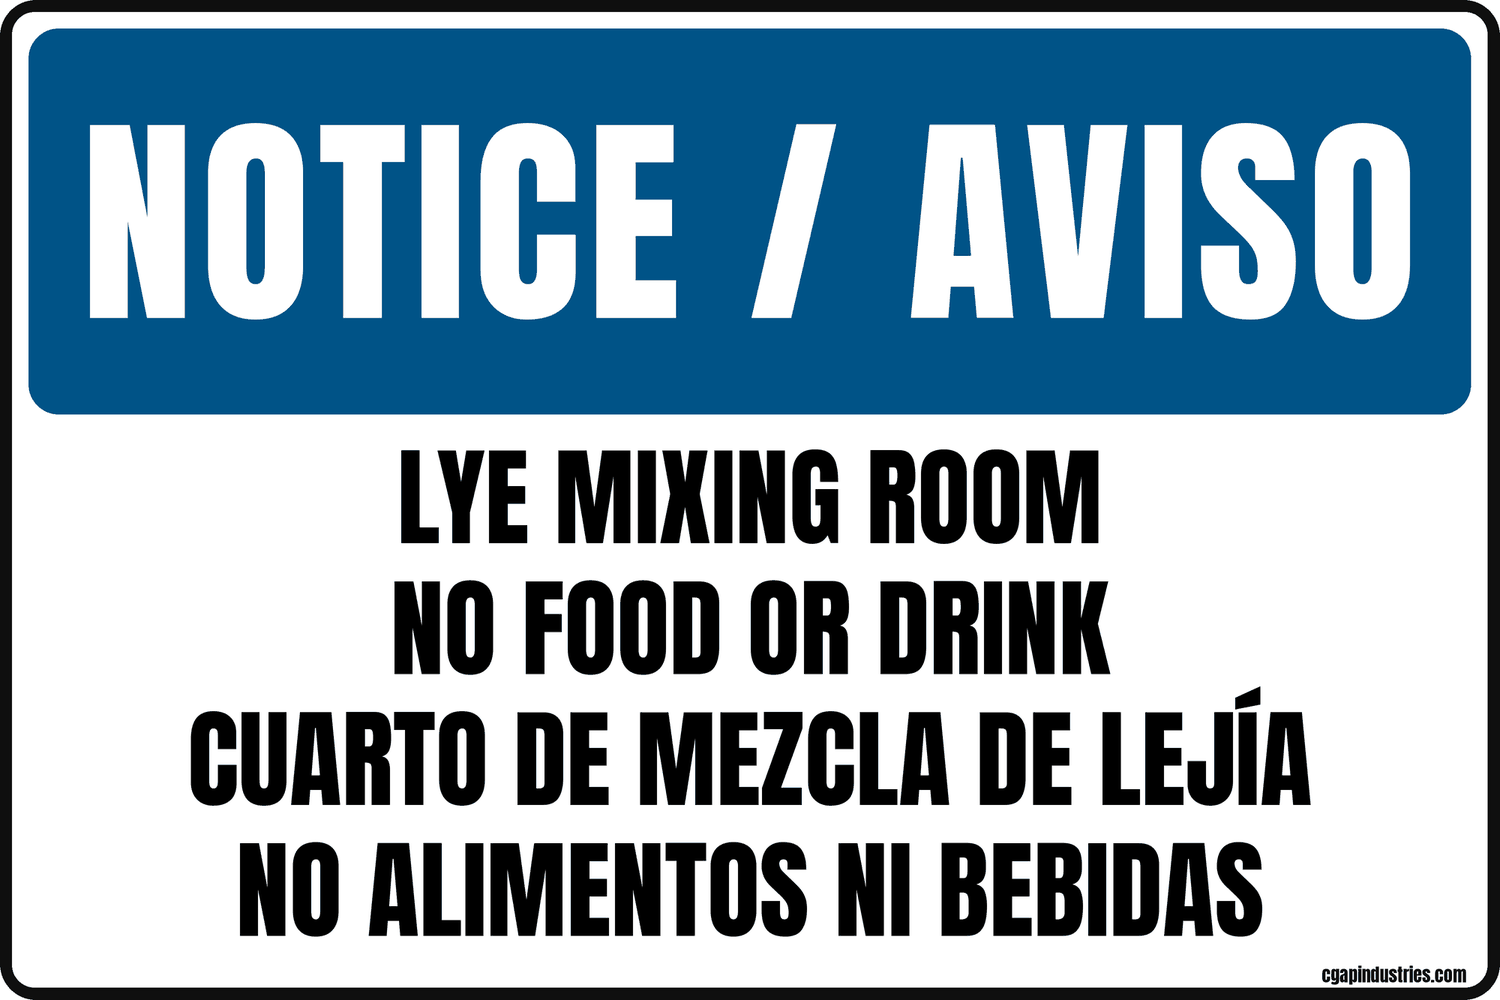 NOTICE / AVISO
LYE MIXING ROOM
NO FOOD OR DRINK
CUARTO DE MEZCLA DE LEJÍA
NO ALIMENTOS NI BEBIDAS
cgapindustries.com